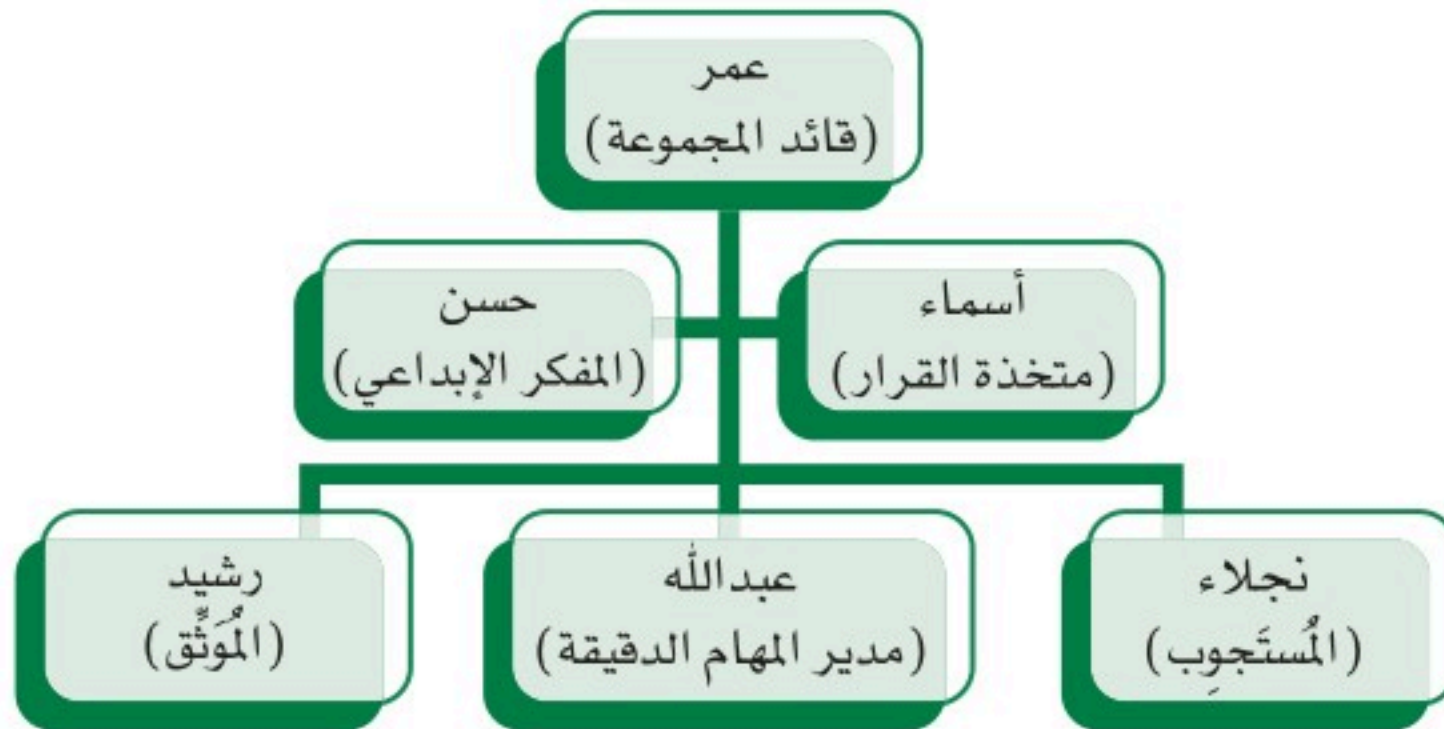 عمر
(قائد المجموعة)
أسماء
(متخذة القرار)
حسن
(المفكر الإبداعي)
نجلاء
(المُستَجوِب)
عبدالله
(مدير المهام الدقيقة)
رشيد
(المُوَثِّق)